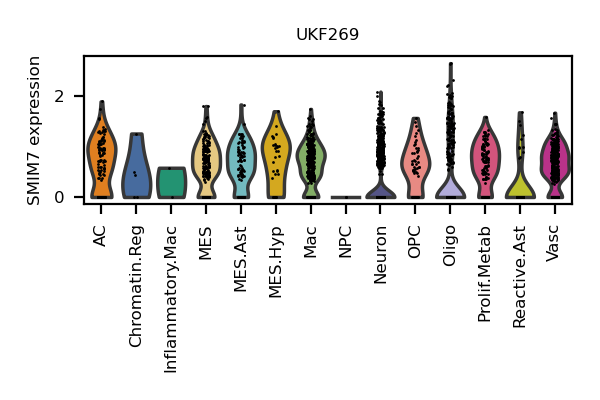 UKF269
SMIM7 expression
2
0
AC
Chromatin.Reg
Inflammatory.Mac
MES
MES.Ast
MES.Hyp
Mac
NPC
Neuron
OPC
Oligo
Prolif.Metab
Reactive.Ast
Vasc